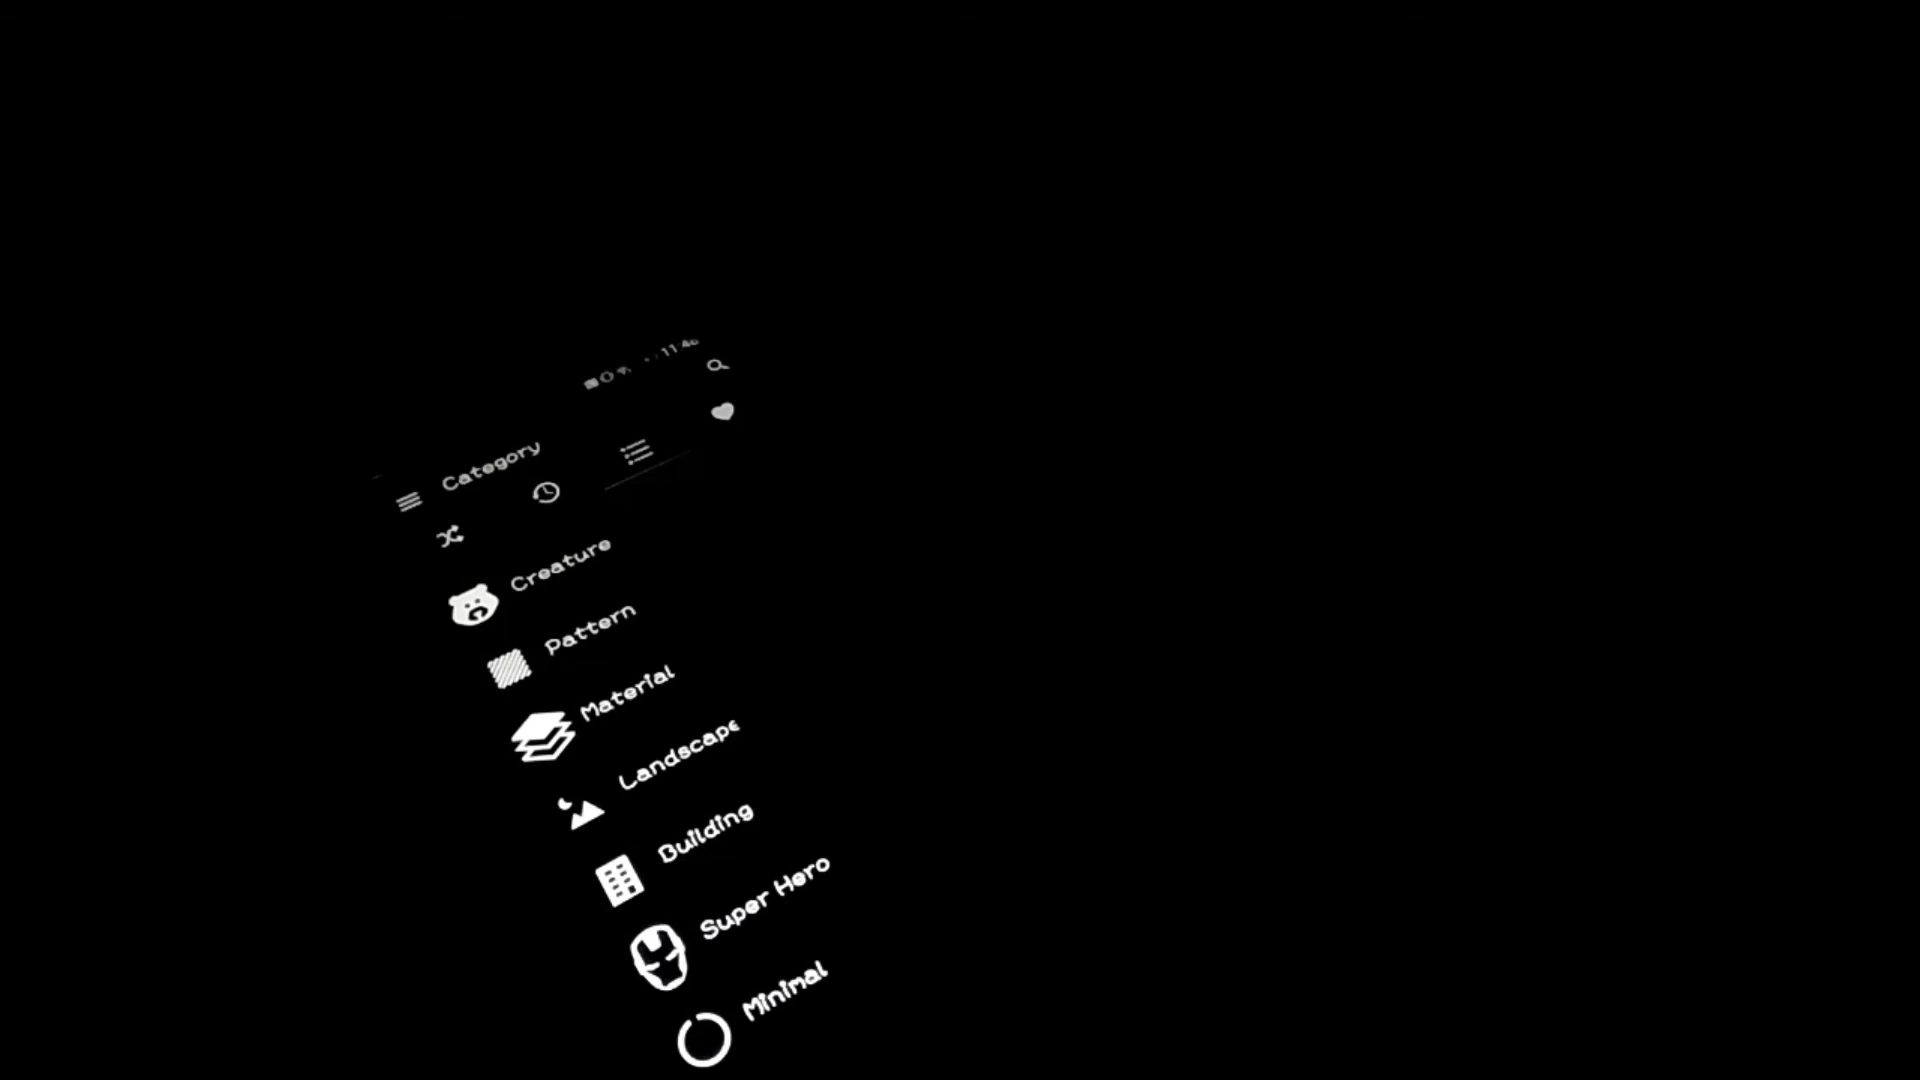 Category
Creature
Pattern
Material
Landscape
Building
Super Hero
Minimal